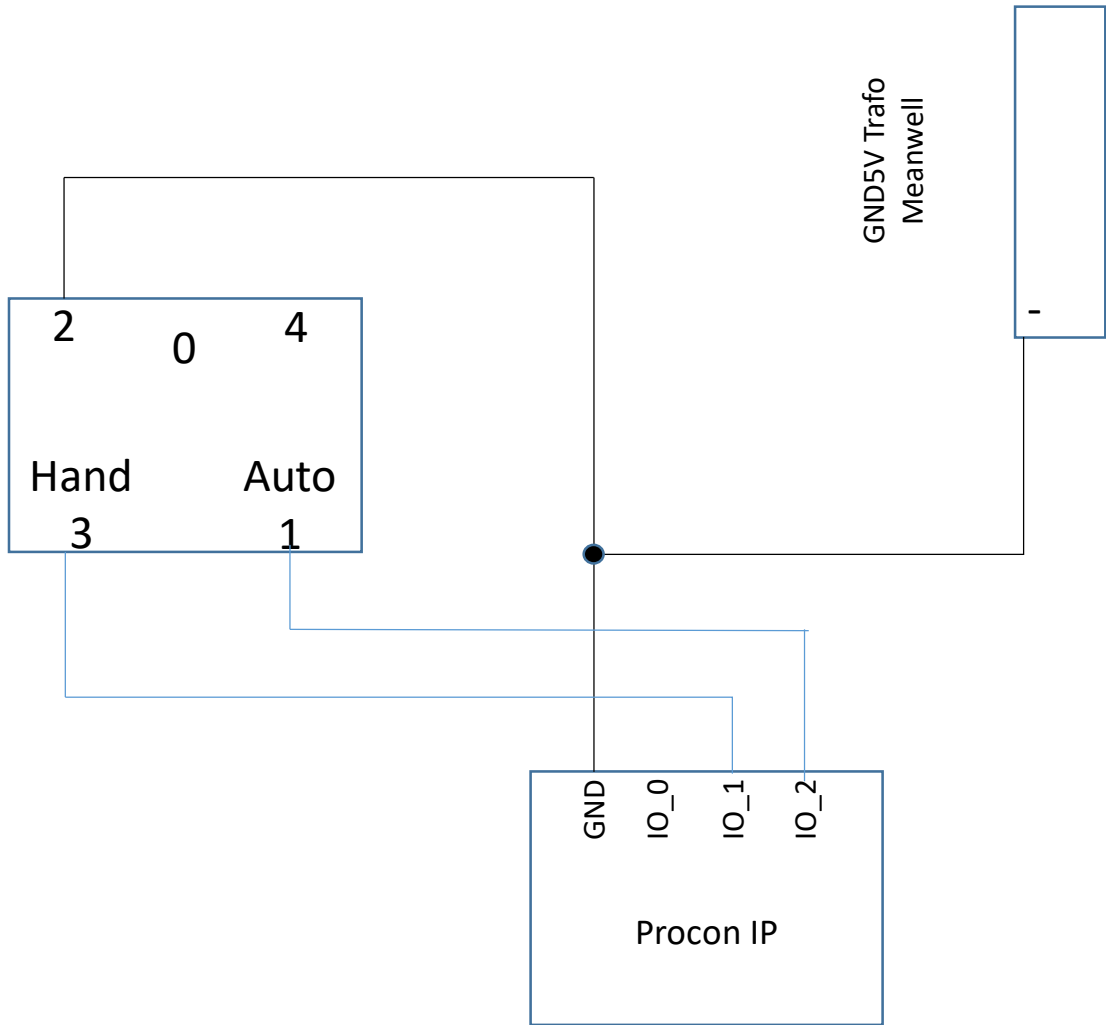 GND5V Trafo
Meanwell
-
2
0
4
Hand
Auto
3
1
GND
IO_0
IO_1
IO_2
Procon IP